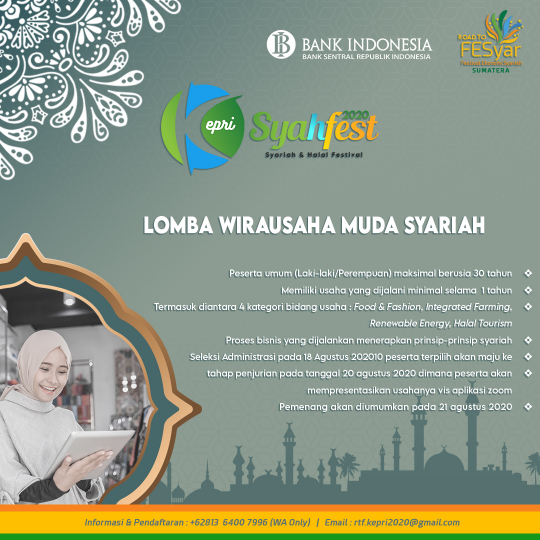 BANK INDONESIA
BANK SENTRAL REPUBLIK INDONESIA
ROAD TO
FESyar
Festival Ekonomi Syariah
SUMATERA
Kepri Syahfest 2020
Syariah & Halal Festival
LOMBA WIRAUSAHA MUDA SYARIAH
Peserta umum (Laki-laki/Perempuan) maksimal berusia 30 tahun
Memiliki usaha yang dijalani minimal selama 1 tahun
Termasuk diantara 4 kategori bidang usaha : Food & Fashion, Integrated Farming,
Renewable Energy, Halal Tourism
Proses bisnis yang dijalankan menerapkan prinsip-prinsip syariah
Seleksi Administrasi pada 18 Agustus 202010 peserta terpilih akan maju ke
tahap penjurian pada tanggal 20 agustus 2020 dimana peserta akan
mempresentasikan usahanya vis aplikasi zoom
Pemenang akan diumumkan pada 21 agustus 2020
Informasi & Pendaftaran : +62813 6400 7996 (WA Only) | Email : rtf.kepri2020@gmail.com